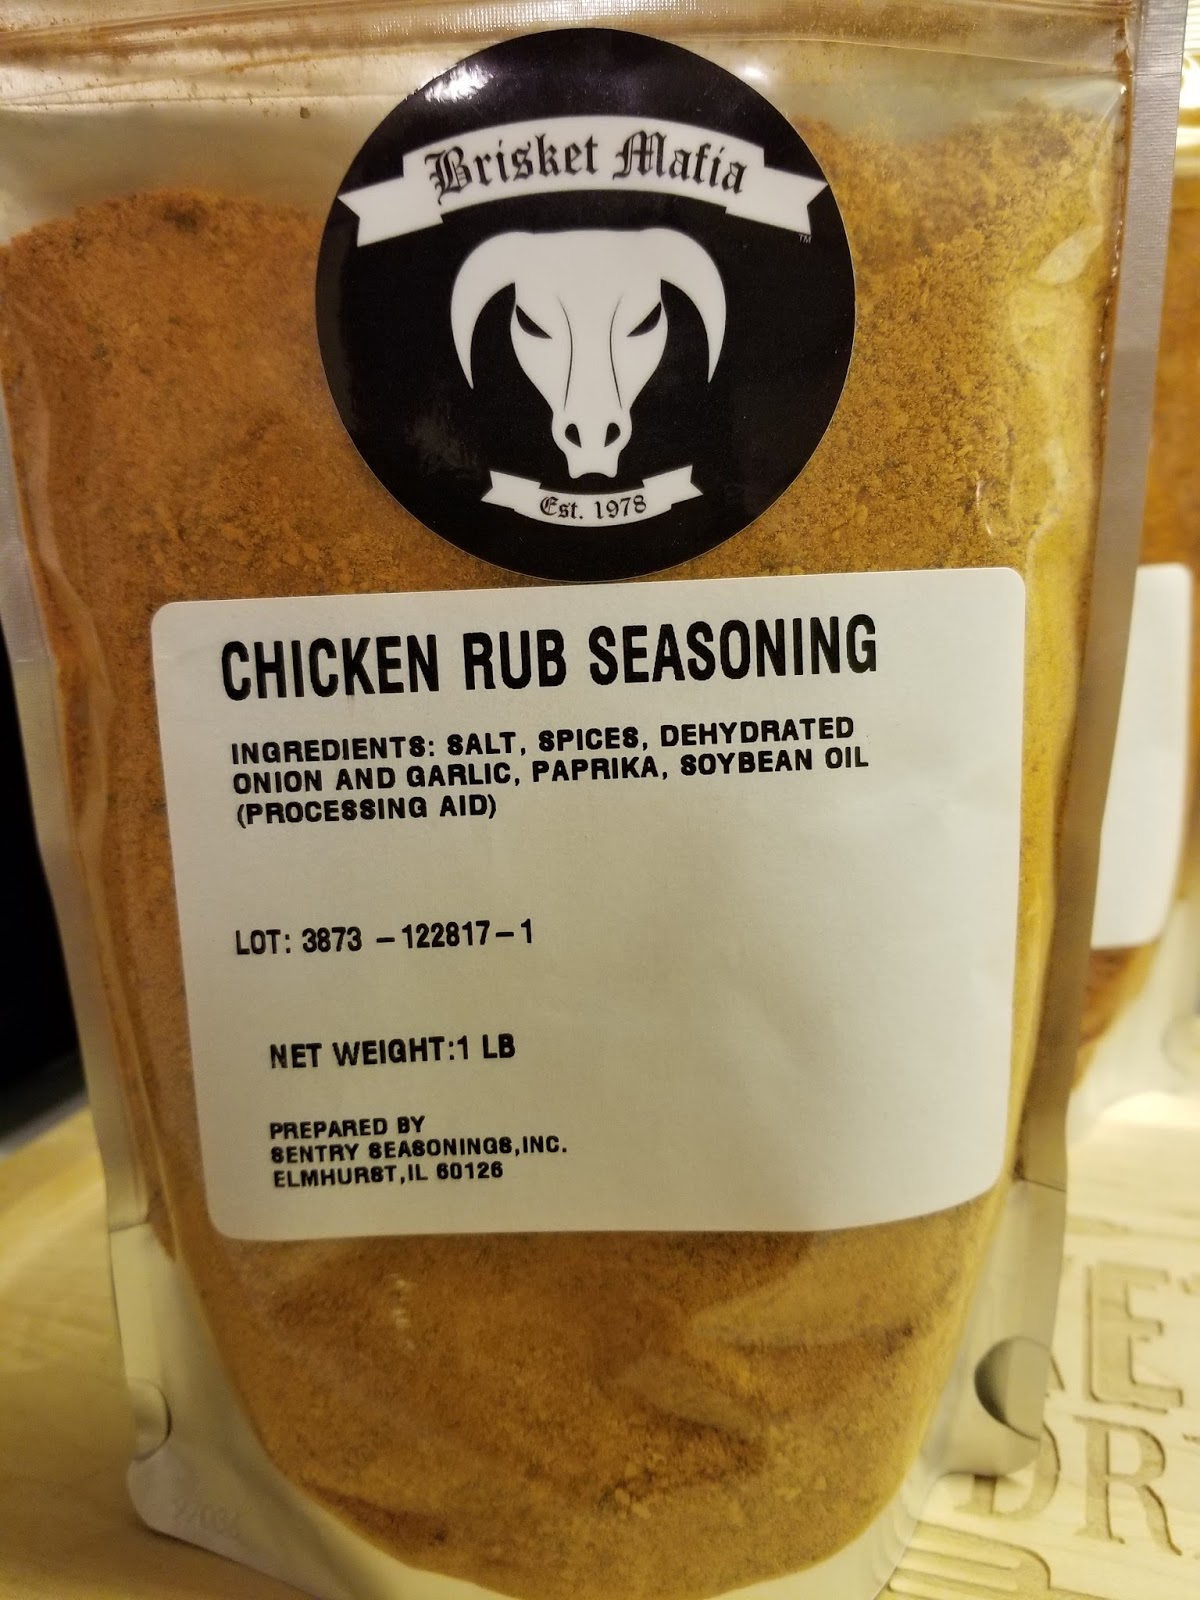 Brisket Mafia
TM
Est. 1978
CHICKEN RUB SEASONING
INGREDIENTS: SALT, SPICES, DEHYDRATED
ONION AND GARLIC, PAPRIKA, SOYBEAN OIL
(PROCESSING AID)
LOT: 3873 -122817-1
NET WEIGHT:1 LB
PREPARED BY
SENTRY SEASONINGS,INC.
ELMHURST,IL 60126